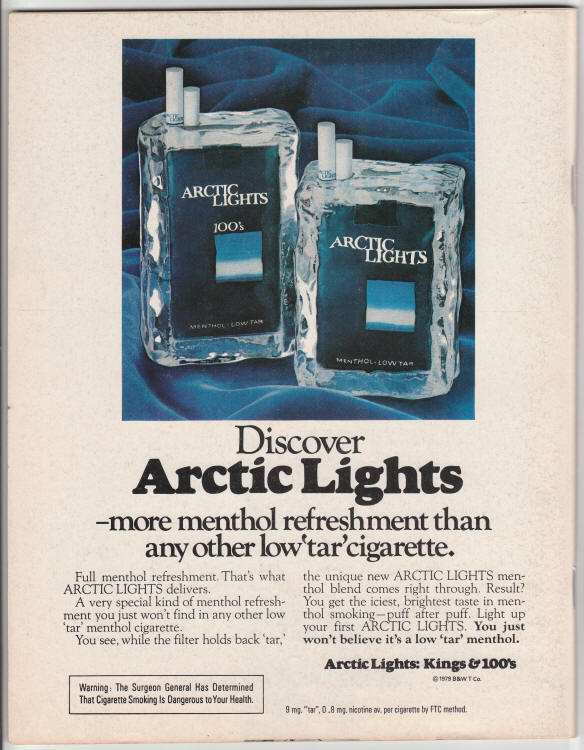 ARCTIC
LIGHTS
100's
MENTHOL·LOW TAR
ARCTIC
LIGHTS
MENTHOL·LOW TAR
Discover
Arctic Lights
–more menthol refreshment than
any other low 'tar' cigarette.
Full menthol refreshment. That's what
ARCTIC LIGHTS delivers.
A very special kind of menthol refresh-
ment you just won't find in any other low
'tar' menthol cigarette.
You see, while the filter holds back 'tar,'
the unique new ARCTIC LIGHTS men-
thol blend comes right through. Result?
You get the iciest, brightest taste in men-
thol smoking—puff after puff. Light up
your first ARCTIC LIGHTS. You just
won't believe it's a low 'tar' menthol.
Arctic Lights: Kings & 100's
© 1979 B&W T Co.
Warning: The Surgeon General Has Determined
That Cigarette Smoking Is Dangerous to Your Health.
9 mg. "tar", 0.8 mg. nicotine av. per cigarette by FTC method.